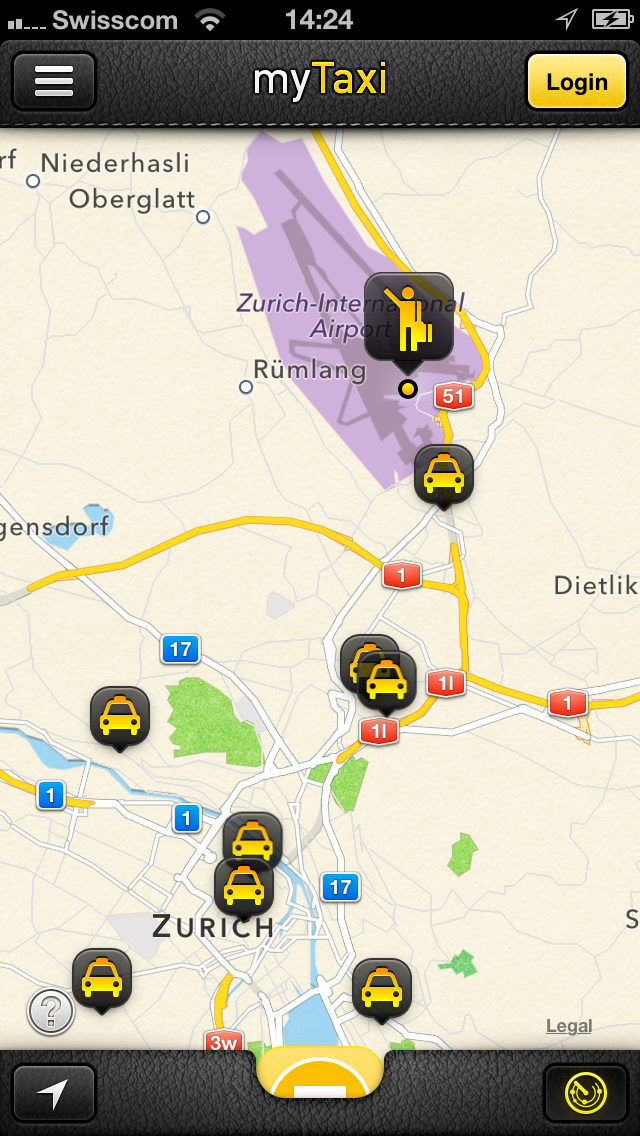 Swisscom 14:24
myTaxi
Login
rf
Niederhasli
Oberglatt
Zurich-International
Airport
Rümlang
51
gensdorf
1
Dietlik
17
1l
1
1l
1
1
17
ZURICH
S
?
Legal
3w